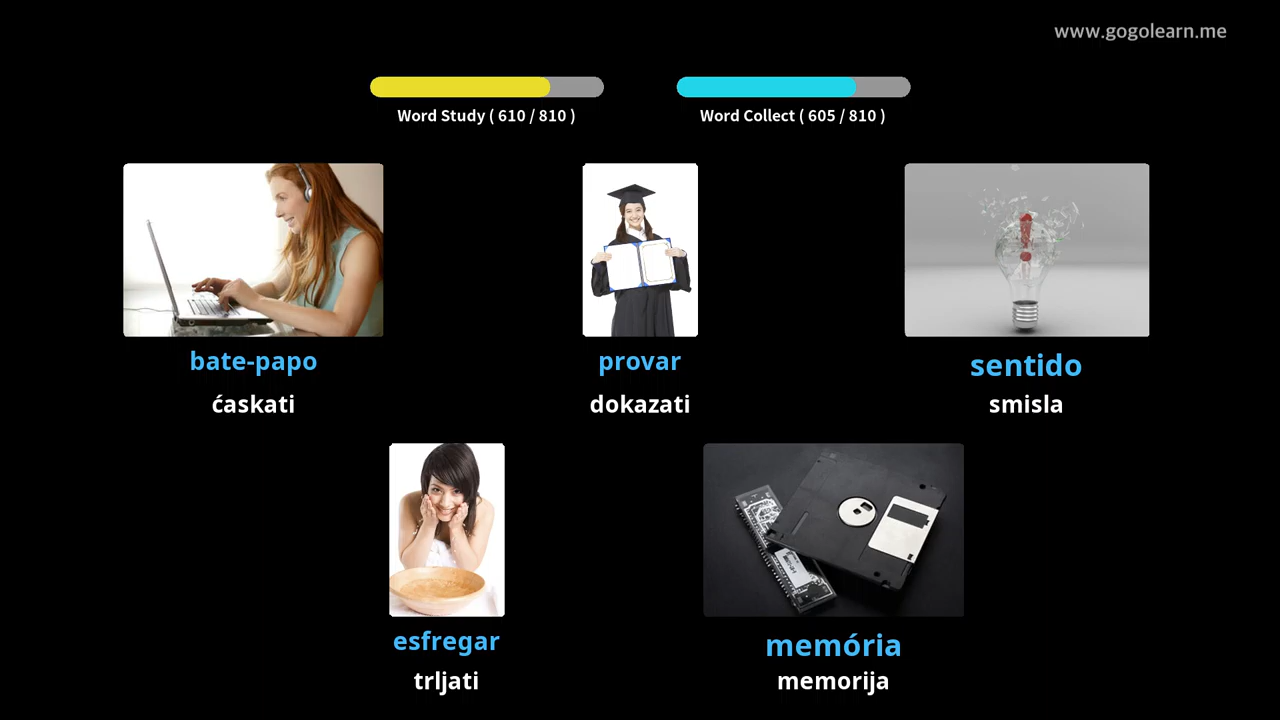 www.gogolearn.me
Word Study ( 610 / 810 )
Word Collect ( 605 / 810 )
bate-papo
ćaskati
provar
dokazati
sentido
smisla
esfregar
trljati
memória
memorija